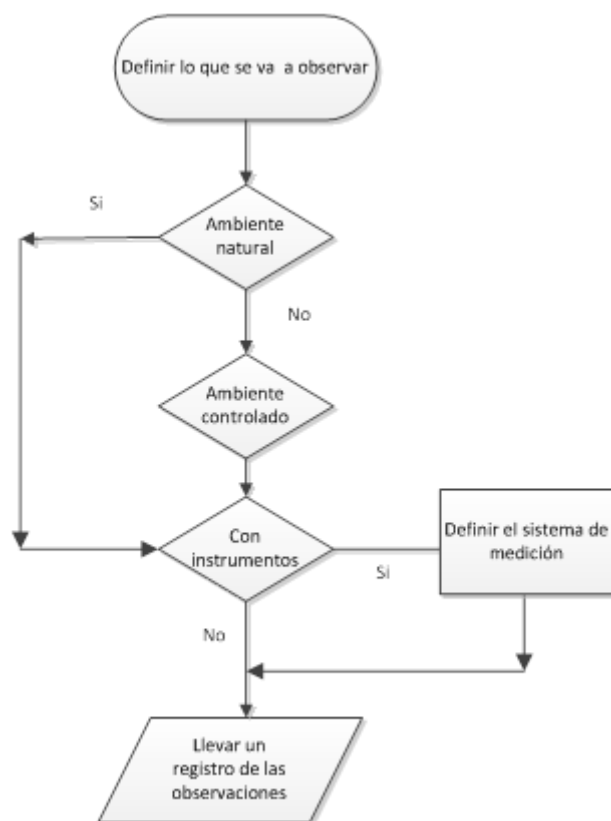 Definir lo que se va a observar
Si
Ambiente
natural
No
Ambiente
controlado
Con
instrumentos
Si
Definir el sistema de
medición
No
Llevar un
registro de las
observaciones